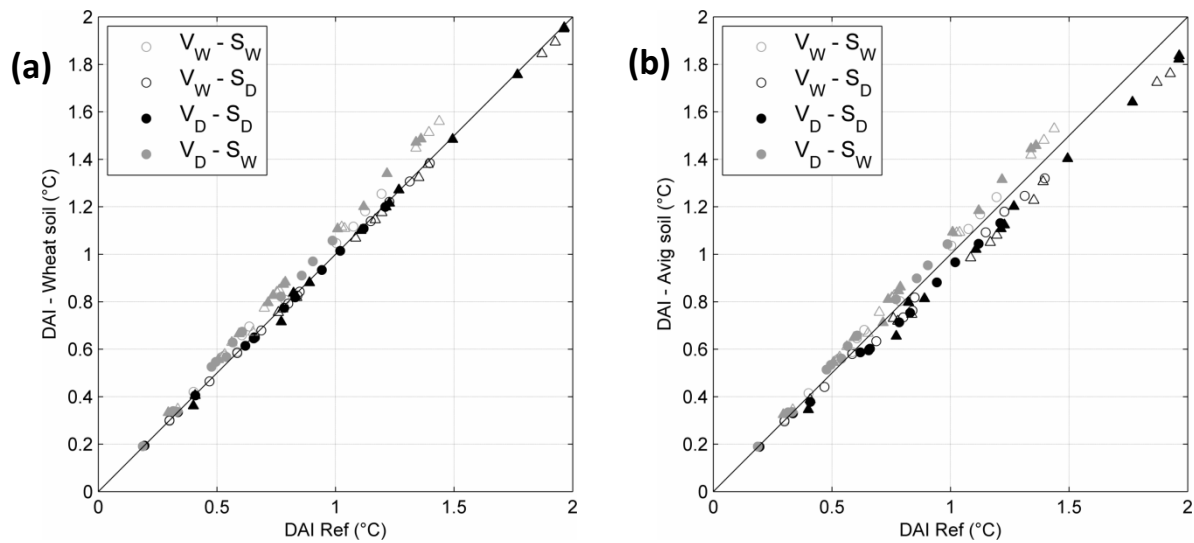 (a)
DAI - Wheat soil (°C)
2
1.8
1.6
1.4
1.2
1
0.8
0.6
0.4
0.2
0
V_W - S_W
V_W - S_D
V_D - S_D
V_D - S_W
0 0.5 1 1.5 2
DAI Ref (°C)
(b)
DAI - Avig soil (°C)
2
1.8
1.6
1.4
1.2
1
0.8
0.6
0.4
0.2
0
V_W - S_W
V_W - S_D
V_D - S_D
V_D - S_W
0 0.5 1 1.5 2
DAI Ref (°C)